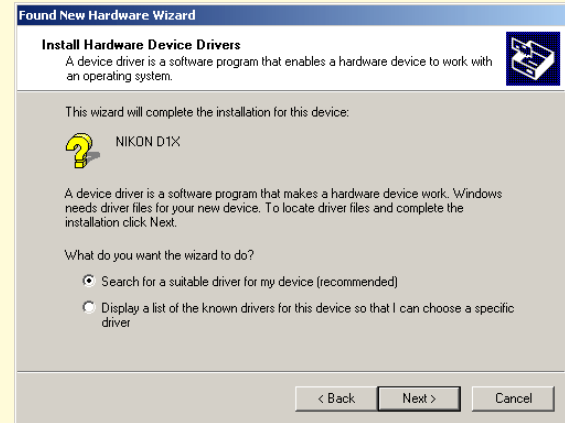 Found New Hardware Wizard
Install Hardware Device Drivers
A device driver is a software program that enables a hardware device to work with
an operating system.
This wizard will complete the installation for this device:
NIKON D1X
A device driver is a software program that makes a hardware device work. Windows
needs driver files for your new device. To locate driver files and complete the
installation click Next.
What do you want the wizard to do?
Search for a suitable driver for my device (recommended)
Display a list of the known drivers for this device so that I can choose a specific
driver
< Back Next > Cancel